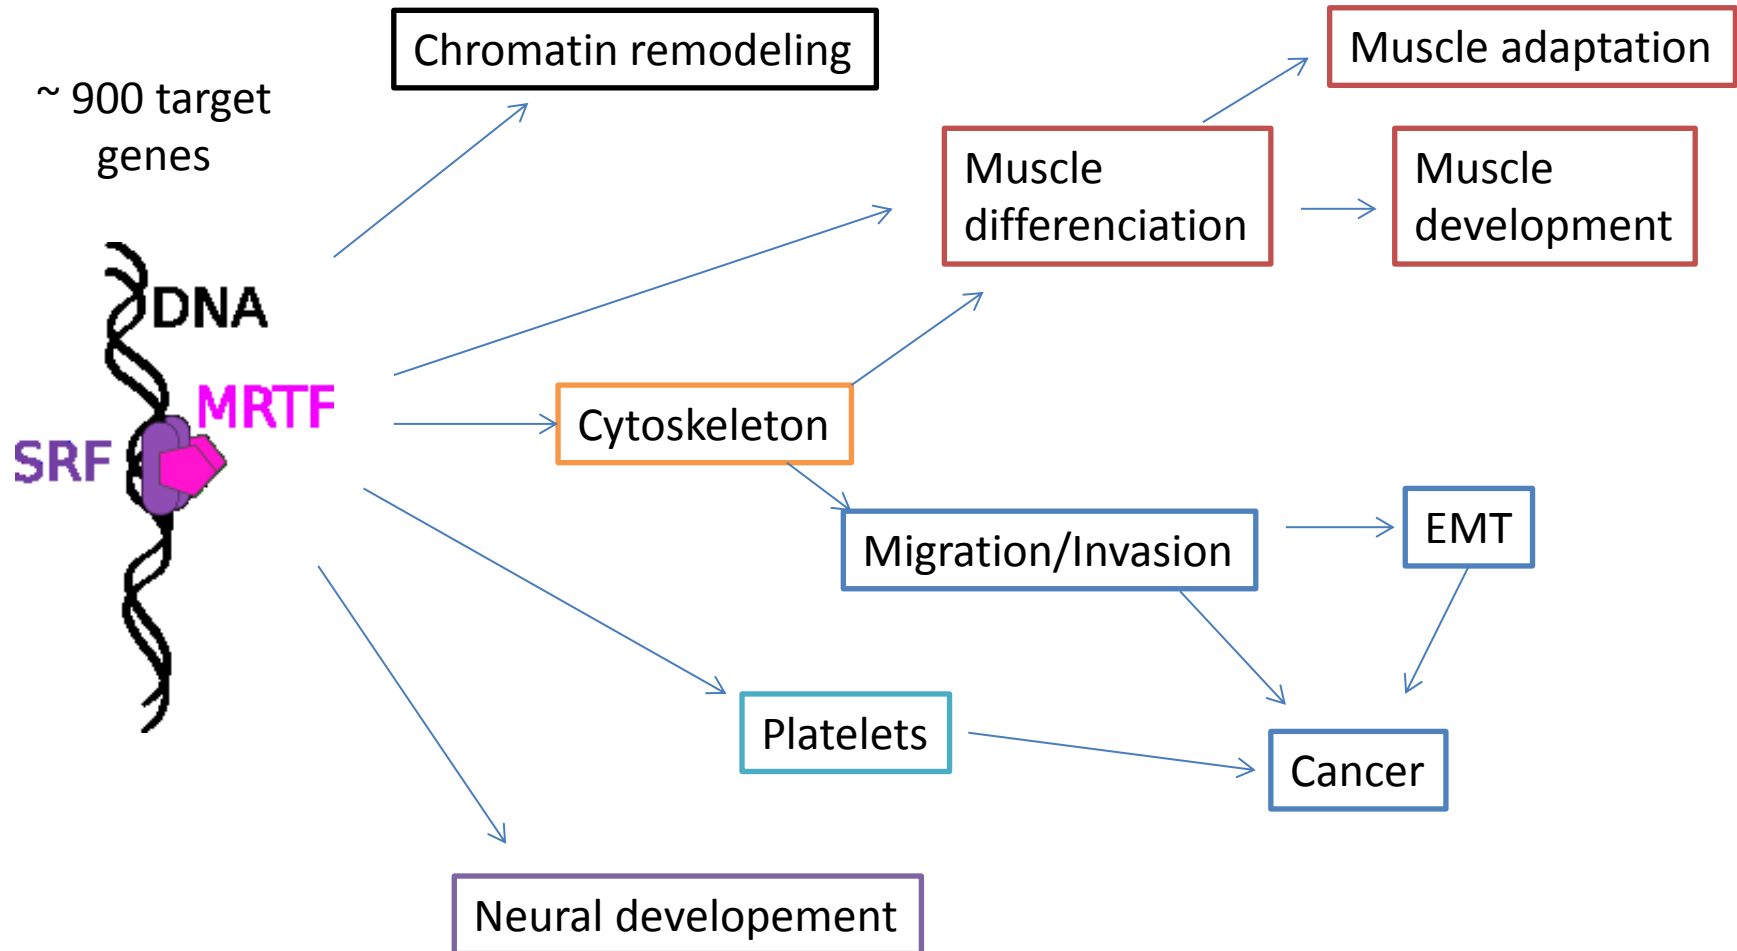 Chromatin remodeling
Muscle adaptation
~ 900 target
genes
Muscle
differenciation
Muscle
development
DNA
MRTF
SRF
Cytoskeleton
Migration/Invasion
EMT
Platelets
Cancer
Neural developement